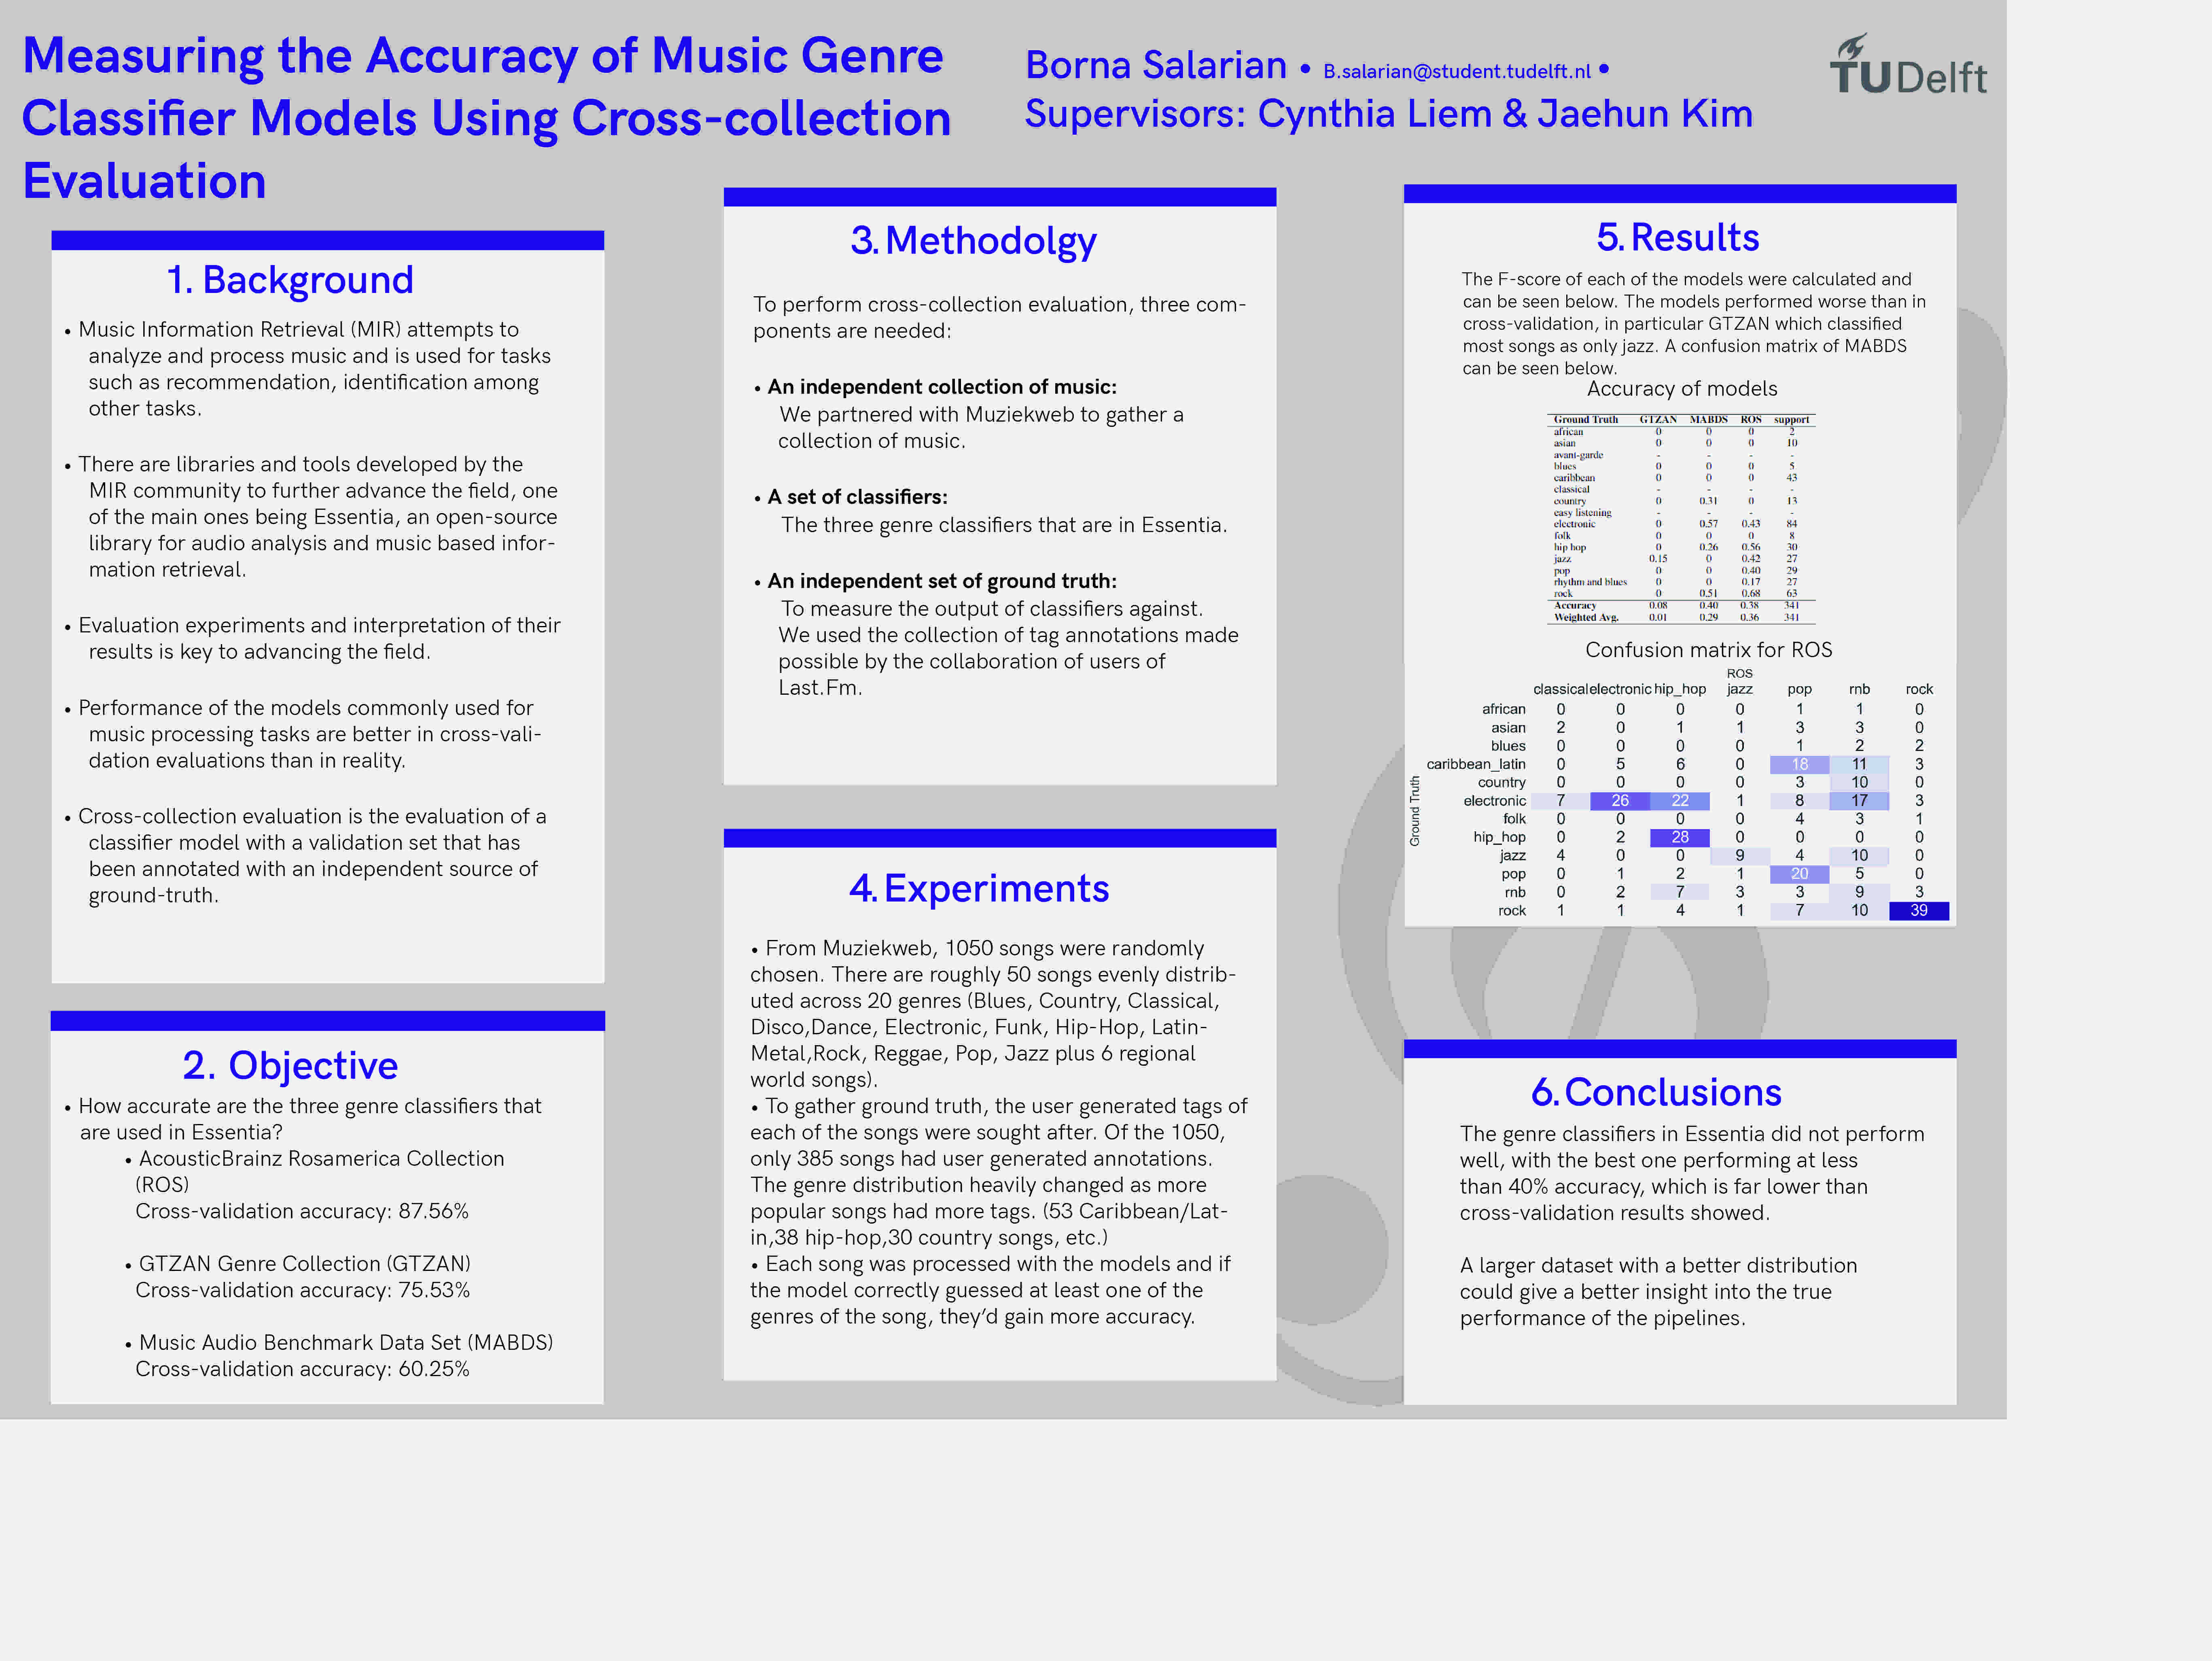 Measuring the Accuracy of Music Genre
Classifier Models Using Cross-collection
Evaluation
Borna Salarian • B.salarian@student.tudelft.nl •
Supervisors: Cynthia Liem & Jaehun Kim
TUDelft
1. Background
• Music Information Retrieval (MIR) attempts to
analyze and process music and is used for tasks
such as recommendation, identification among
other tasks.
• There are libraries and tools developed by the
MIR community to further advance the field, one
of the main ones being Essentia, an open-source
library for audio analysis and music based infor-
mation retrieval.
• Evaluation experiments and interpretation of their
results is key to advancing the field.
• Performance of the models commonly used for
music processing tasks are better in cross-vali-
dation evaluations than in reality.
• Cross-collection evaluation is the evaluation of a
classifier model with a validation set that has
been annotated with an independent source of
ground-truth.
2. Objective
• How accurate are the three genre classifiers that
are used in Essentia?
• AcousticBrainz Rosamerica Collection
(ROS)
Cross-validation accuracy: 87.56%
• GTZAN Genre Collection (GTZAN)
Cross-validation accuracy: 75.53%
• Music Audio Benchmark Data Set (MABDS)
Cross-validation accuracy: 60.25%
3. Methodolgy
To perform cross-collection evaluation, three com-
ponents are needed:
• An independent collection of music:
We partnered with Muziekweb to gather a
collection of music.
• A set of classifiers:
The three genre classifiers that are in Essentia.
• An independent set of ground truth:
To measure the output of classifiers against.
We used the collection of tag annotations made
possible by the collaboration of users of
Last.Fm.
4. Experiments
• From Muziekweb, 1050 songs were randomly
chosen. There are roughly 50 songs evenly distrib-
uted across 20 genres (Blues, Country, Classical,
Disco,Dance, Electronic, Funk, Hip-Hop, Latin-
Metal,Rock, Reggae, Pop, Jazz plus 6 regional
world songs).
• To gather ground truth, the user generated tags of
each of the songs were sought after. Of the 1050,
only 385 songs had user generated annotations.
The genre distribution heavily changed as more
popular songs had more tags. (53 Caribbean/Lat-
in,38 hip-hop,30 country songs, etc.)
• Each song was processed with the models and if
the model correctly guessed at least one of the
genres of the song, they’d gain more accuracy.
5. Results
The F-score of each of the models were calculated and
can be seen below. The models performed worse than in
cross-validation, in particular GTZAN which classified
most songs as only jazz. A confusion matrix of MABDS
can be seen below.
Accuracy of models
Ground Truth GTZAN MABDS ROS support
african 0 0 0 2
asian 0 0 0 10
avant-garde - - - -
blues 0 0 0 5
caribbean 0 0 0 43
classical - - - -
country 0 0.31 0 13
easy listening - - - -
electronic 0 0.57 0.43 84
folk 0 0 0 8
hip hop 0 0.26 0.56 30
jazz 0.15 0 0.42 27
pop 0 0 0.40 29
rhythm and blues 0 0 0.17 27
rock 0 0.51 0.68 63
Accuracy 0.08 0.40 0.38 341
Weighted Avg. 0.01 0.29 0.36 341
Confusion matrix for ROS
ROS
classical electronic hip_hop jazz pop rnb rock
Ground Truth
african 0 0 0 0 1 1 0
asian 2 0 1 1 3 3 0
blues 0 0 0 0 1 2 2
caribbean_latin 0 5 6 0 18 11 3
country 0 0 0 0 3 10 0
electronic 7 26 22 1 8 17 3
folk 0 0 0 0 4 3 1
hip_hop 0 2 28 0 0 0 0
jazz 4 0 0 9 4 10 0
pop 0 1 2 1 20 5 0
rnb 0 2 7 3 3 9 3
rock 1 1 4 1 7 10 39
6. Conclusions
The genre classifiers in Essentia did not perform
well, with the best one performing at less
than 40% accuracy, which is far lower than
cross-validation results showed.
A larger dataset with a better distribution
could give a better insight into the true
performance of the pipelines.